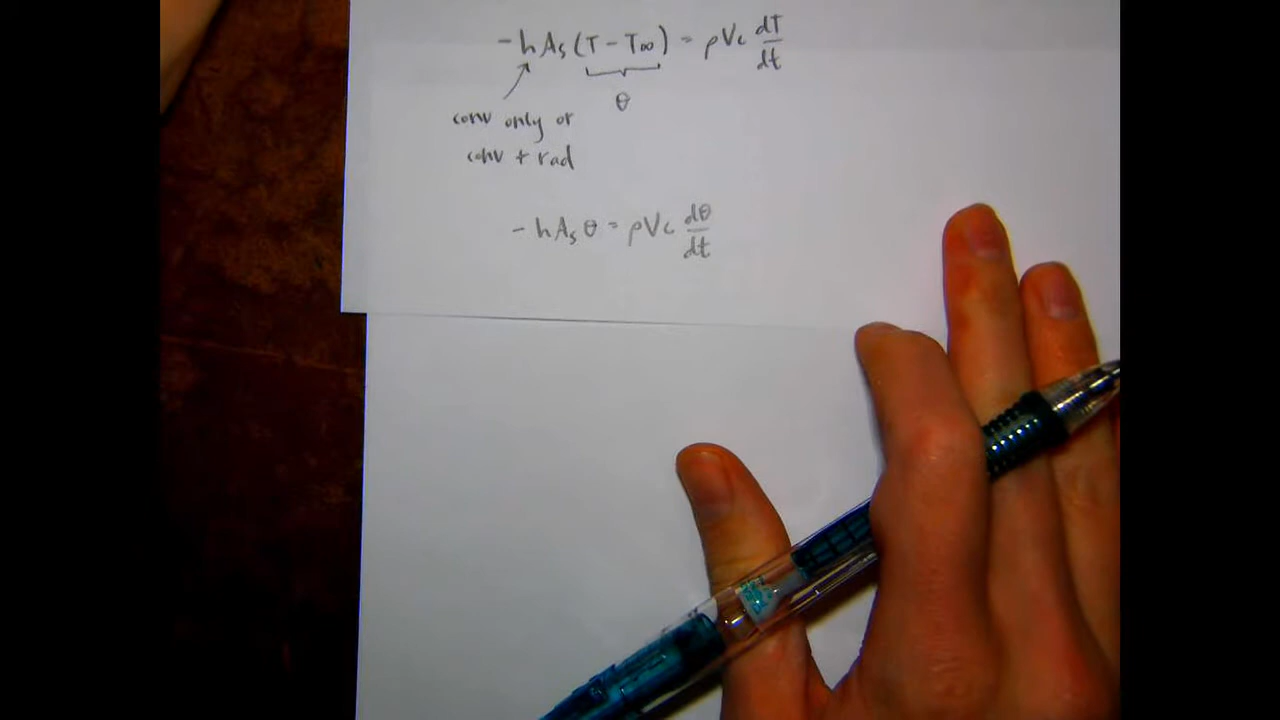 -hAs(T-T∞) = ρVc dT/dt
θ
conv only or
conv + rad
-hAsθ = ρVc dθ/dt